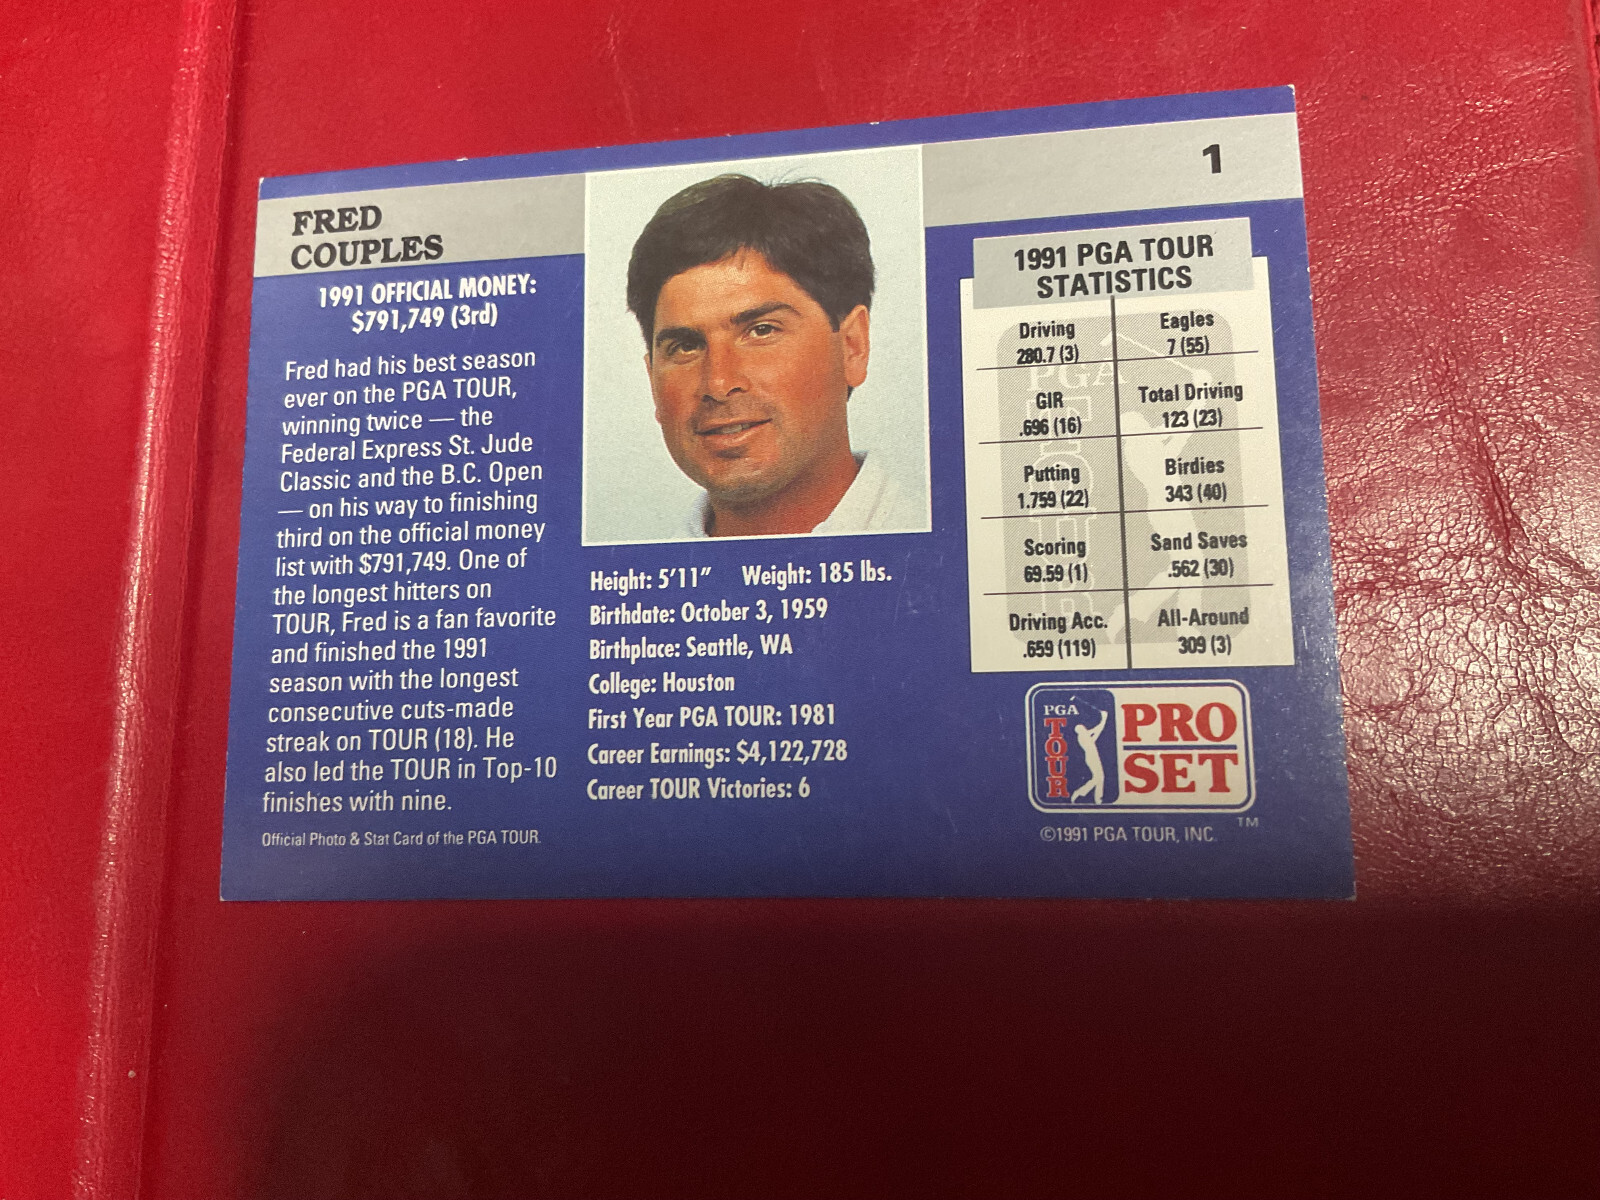 FRED
COUPLES
1
1991 OFFICIAL MONEY:
$791,749 (3rd)
Fred had his best season
ever on the PGA TOUR,
winning twice — the
Federal Express St. Jude
Classic and the B.C. Open
— on his way to finishing
third on the official money
list with $791,749. One of
the longest hitters on
TOUR, Fred is a fan favorite
and finished the 1991
season with the longest
consecutive cuts-made
streak on TOUR (18). He
also led the TOUR in Top-10
finishes with nine.
Official Photo & Stat Card of the PGA TOUR.
Height: 5'11" Weight: 185 lbs.
Birthdate: October 3, 1959
Birthplace: Seattle, WA
College: Houston
First Year PGA TOUR: 1981
Career Earnings: $4,122,728
Career TOUR Victories: 6
1991 PGA TOUR
STATISTICS
Driving
280.7 (3)
Eagles
7 (55)
GIR
.696 (16)
Total Driving
123 (23)
Putting
1.759 (22)
Birdies
343 (40)
Scoring
69.59 (1)
Sand Saves
.562 (30)
Driving Acc.
.659 (119)
All-Around
309 (3)
PGA
TOUR
PGA
TOUR
PRO
SET
TM
©1991 PGA TOUR, INC.